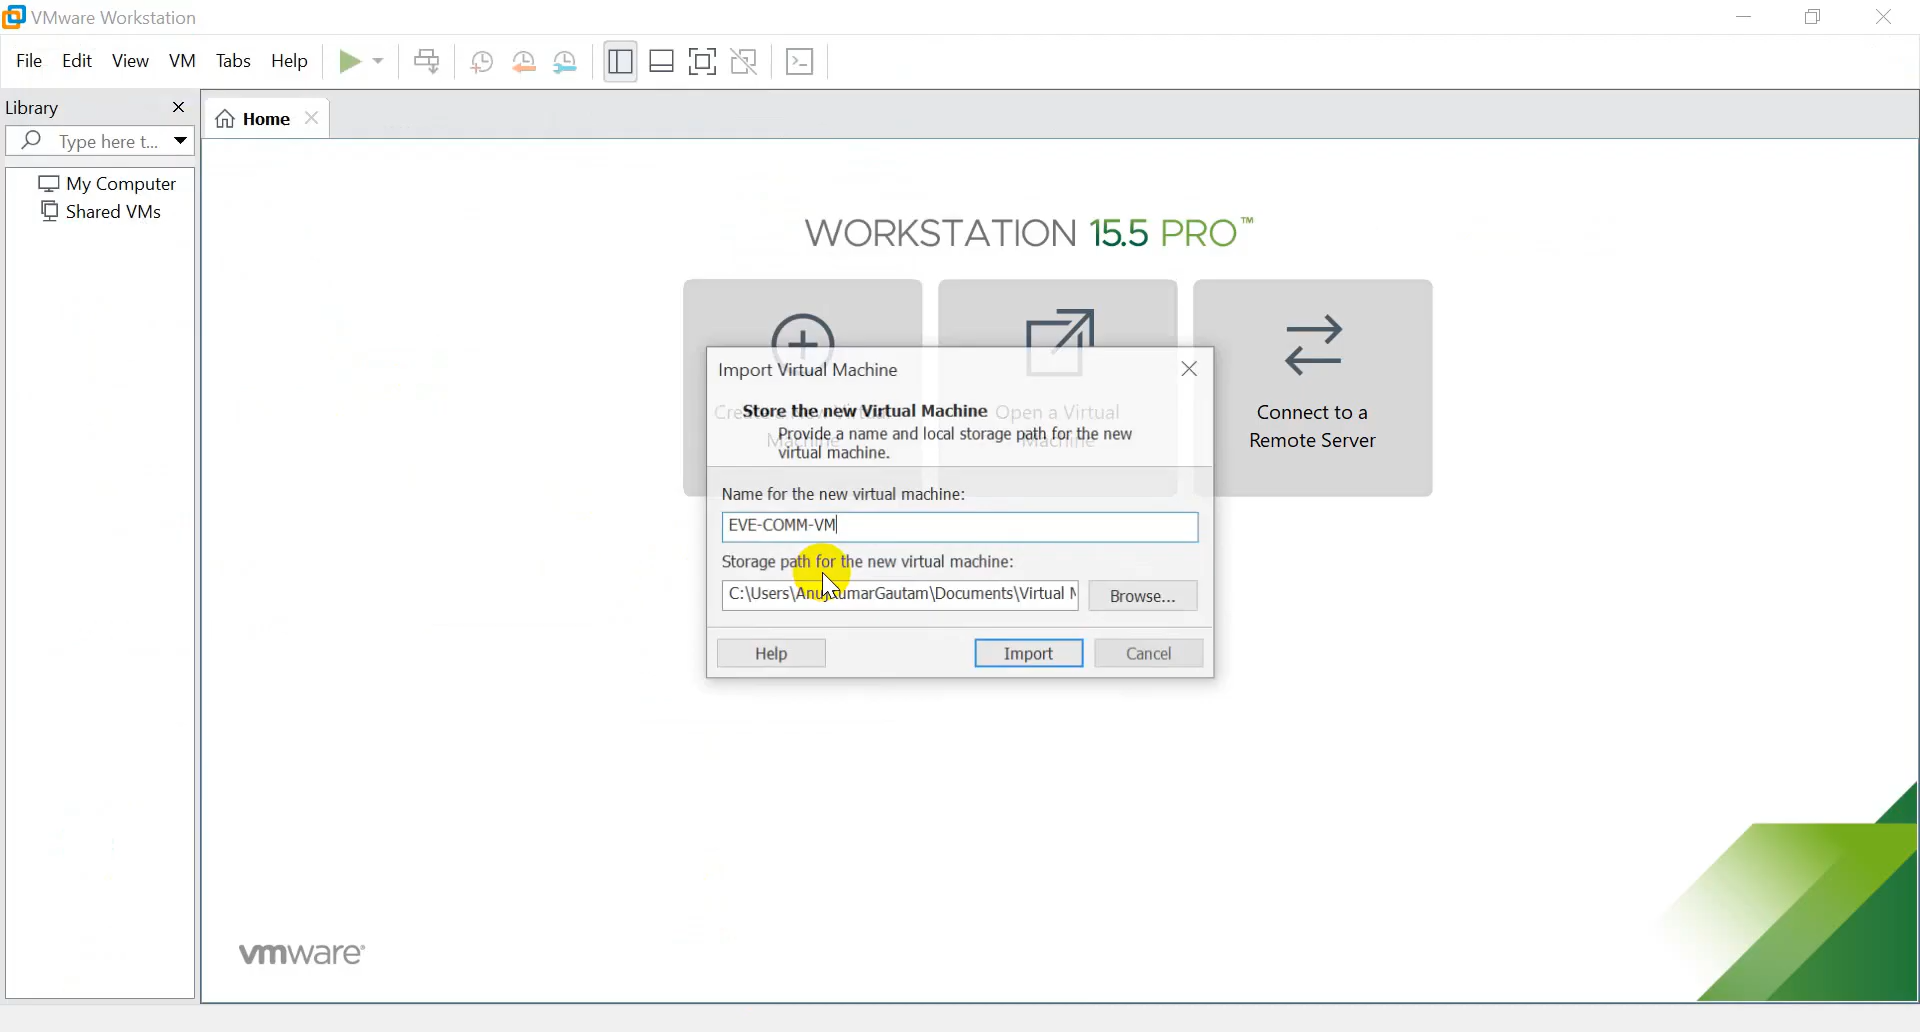 VMware Workstation
File Edit View VM Tabs Help
Library
Type here t...
Home
My Computer
Shared VMs
WORKSTATION 15.5 PRO™
Import Virtual Machine
Store the new Virtual Machine
Provide a name and local storage path for the new
virtual machine.
Open a Virtual
Machine
Connect to a
Remote Server
Name for the new virtual machine:
EVE-COMM-VM
Storage path for the new virtual machine:
C:\Users\AnujKumarGautam\Documents\Virtual M
Browse...
Help Import Cancel
vmware®